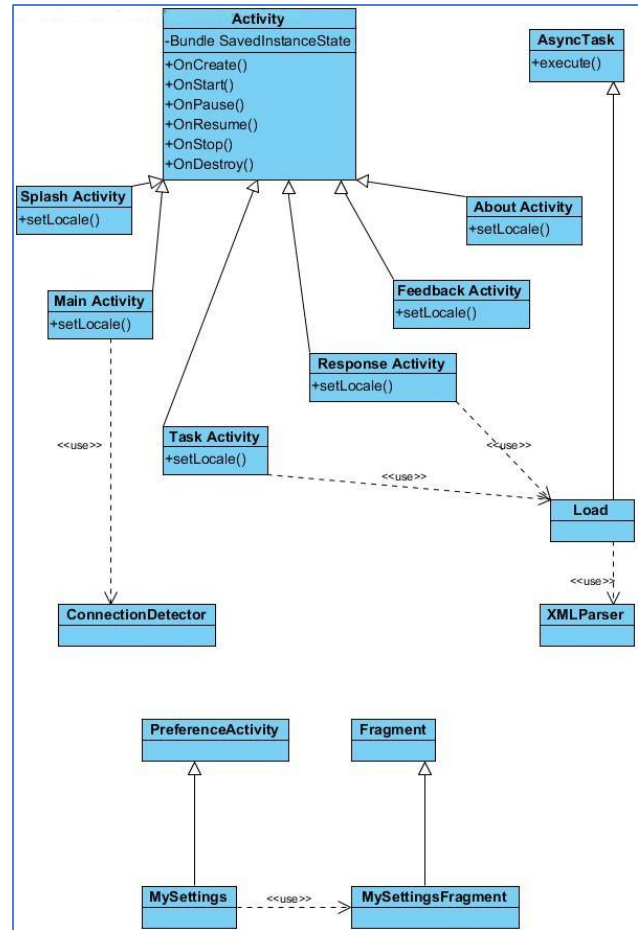 Activity
-Bundle SavedInstanceState
+OnCreate()
+OnStart()
+OnPause()
+OnResume()
+OnStop()
+OnDestroy()
AsyncTask
+execute()
Splash Activity
+setLocale()
About Activity
+setLocale()
Main Activity
+setLocale()
Feedback Activity
+setLocale()
Response Activity
+setLocale()
Task Activity
+setLocale()
<<use>>
<<use>>
<<use>>
Load
<<use>>
ConnectionDetector
XMLParser
PreferenceActivity
Fragment
MySettings
<<use>>
MySettingsFragment